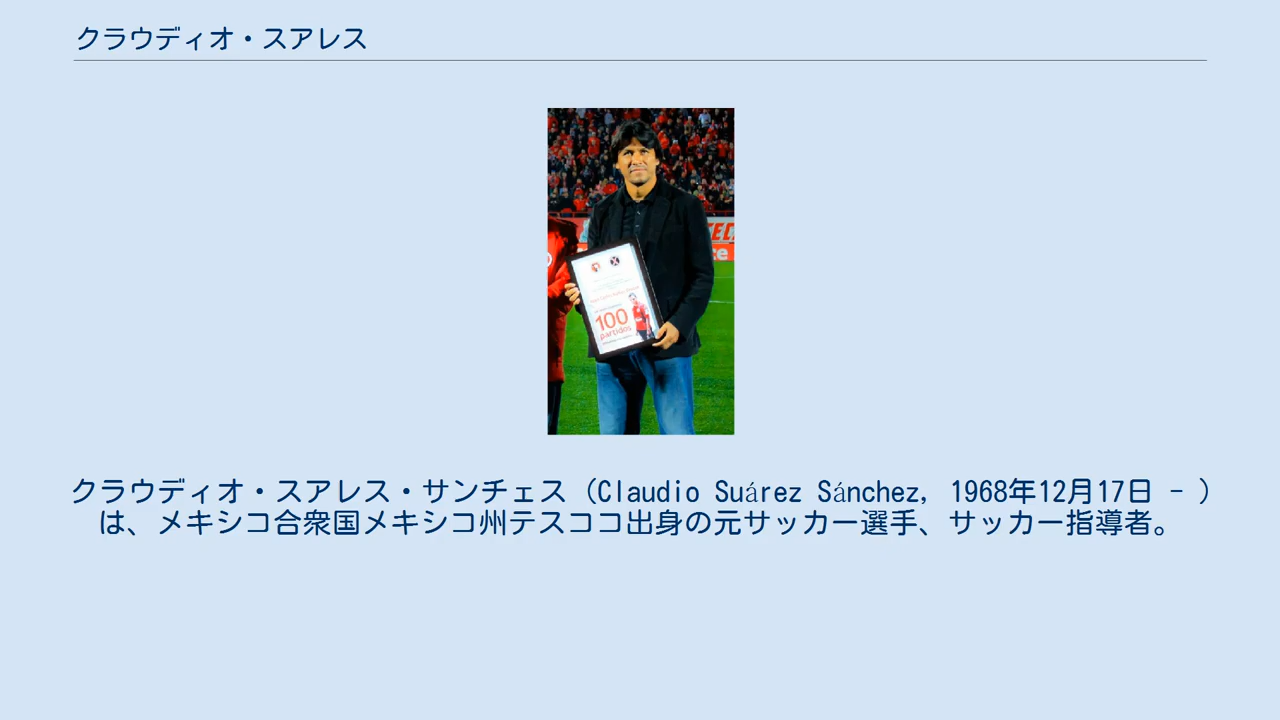 クラウディオ・スアレス
100
partidos
クラウディオ・スアレス・サンチェス（Claudio Suárez Sánchez, 1968年12月17日 - ）
は、メキシコ合衆国メキシコ州テスココ出身の元サッカー選手、サッカー指導者。